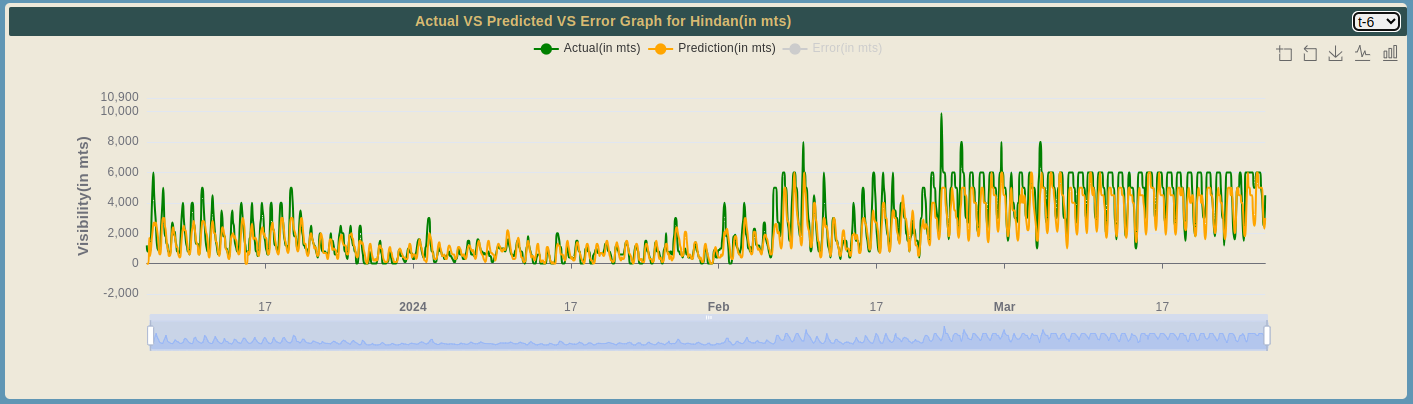 Actual VS Predicted VS Error Graph for Hindan(in mts)
t-6
Actual(in mts) Prediction(in mts) Error(in mts)
Visibility(in mts)
10,900
10,000
8,000
6,000
4,000
2,000
0
-2,000
17 2024 17 Feb 17 Mar 17